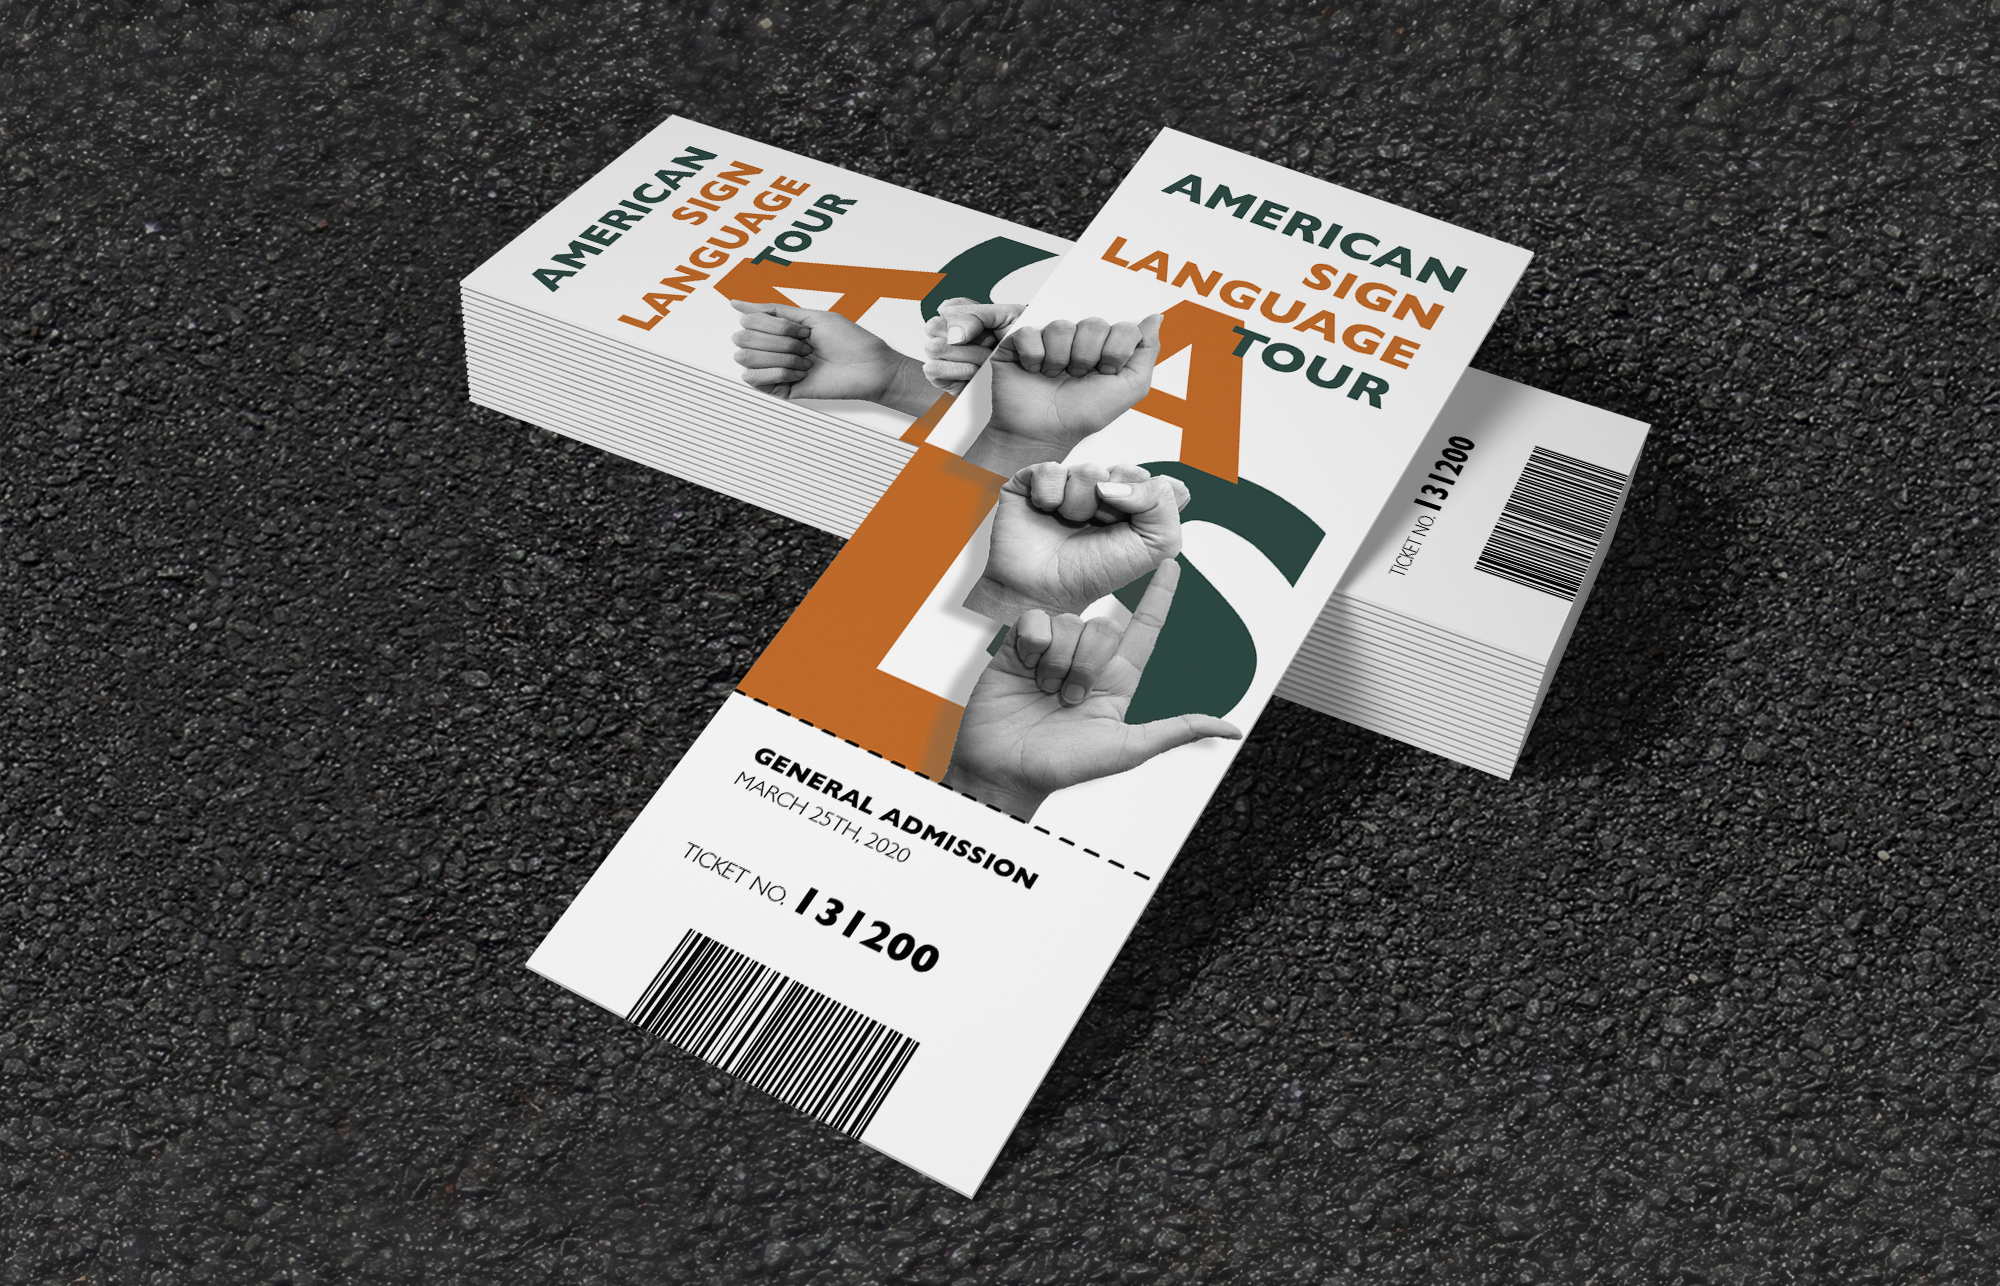 AMERICAN
SIGN
LANGUAGE
TOUR
A
AMERICAN
SIGN
LANGUAGE
TOUR
A
S
L
GENERAL ADMISSION
MARCH 25TH, 2020
TICKET NO. 131200
TICKET NO. 131200